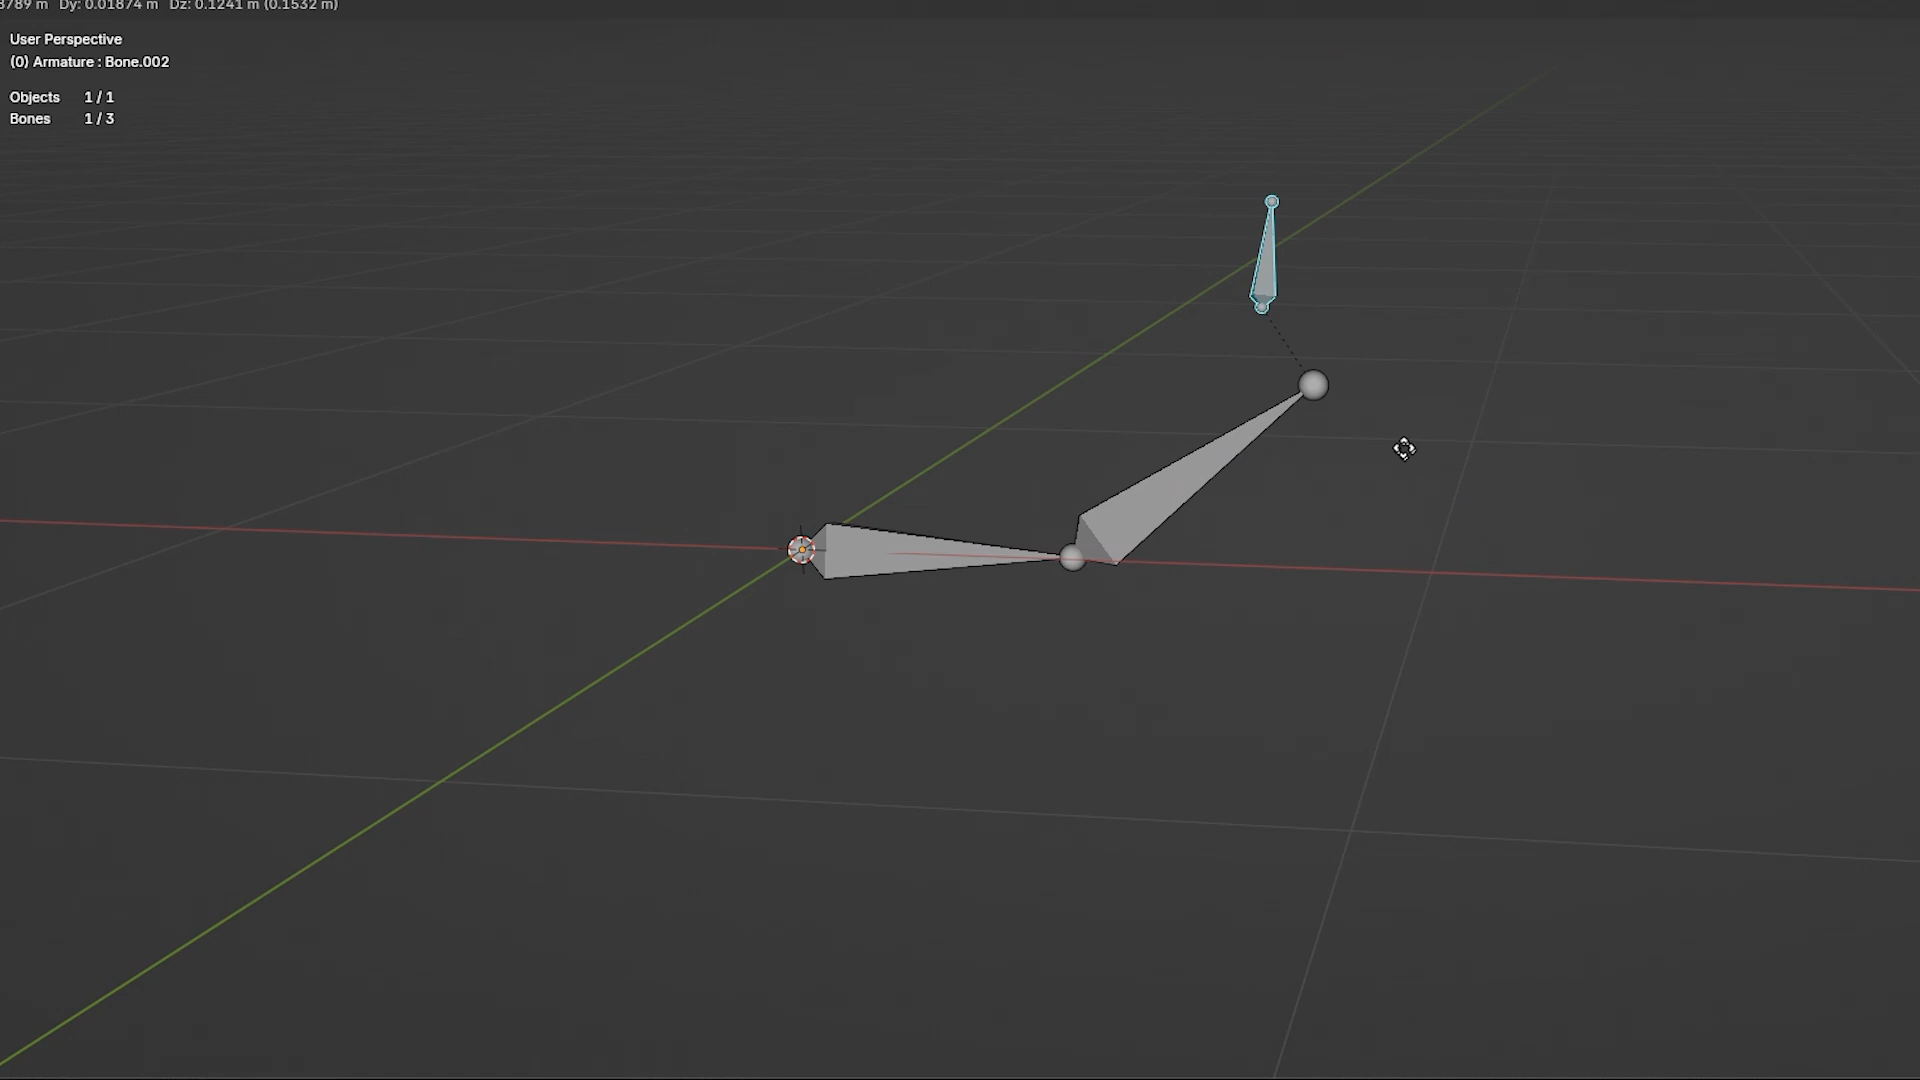 3789 m Dy: 0.01874 m Dz: 0.1241 m (0.1532 m)
User Perspective
(0) Armature : Bone.002
Objects 1 / 1
Bones 1 / 3